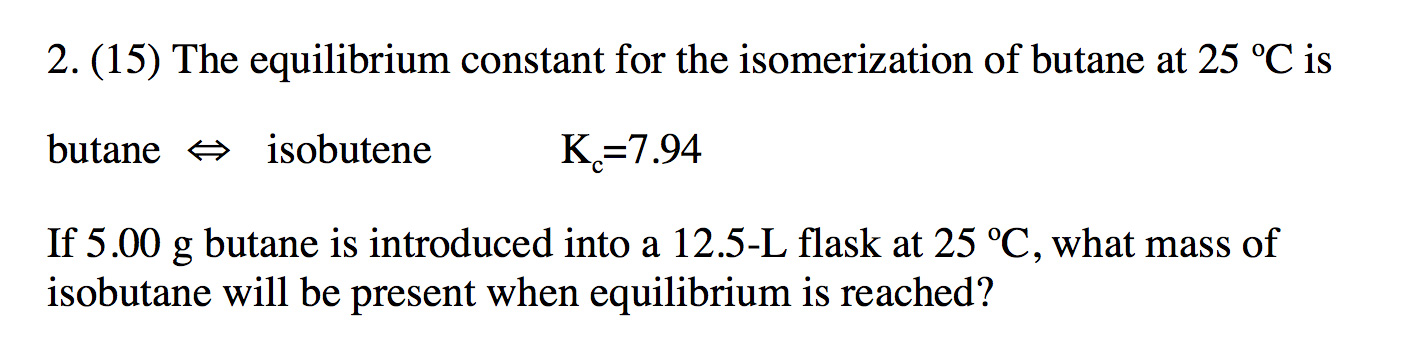 2. (15) The equilibrium constant for the isomerization of butane at 25 ºC is
butane ⇔ isobutene K_c=7.94
If 5.00 g butane is introduced into a 12.5-L flask at 25 ºC, what mass of
isobutane will be present when equilibrium is reached?